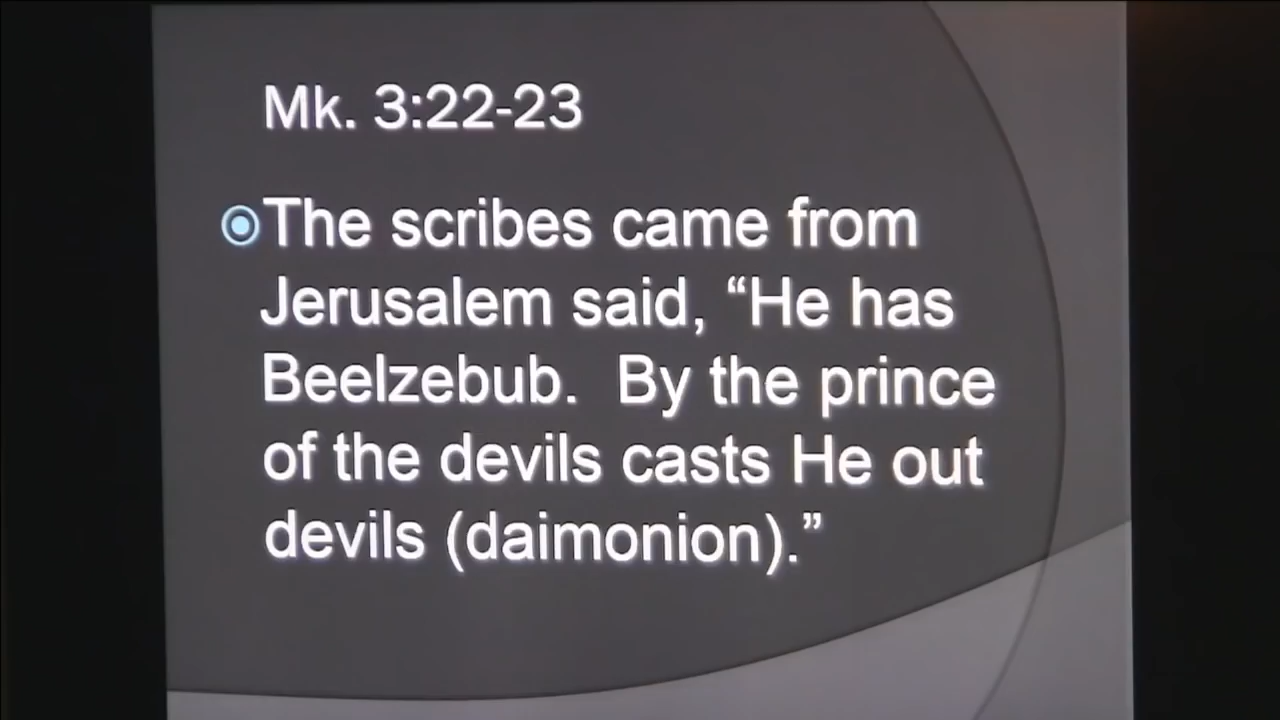 Mk. 3:22-23
The scribes came from
Jerusalem said, “He has
Beelzebub.  By the prince
of the devils casts He out
devils (daimonion).”